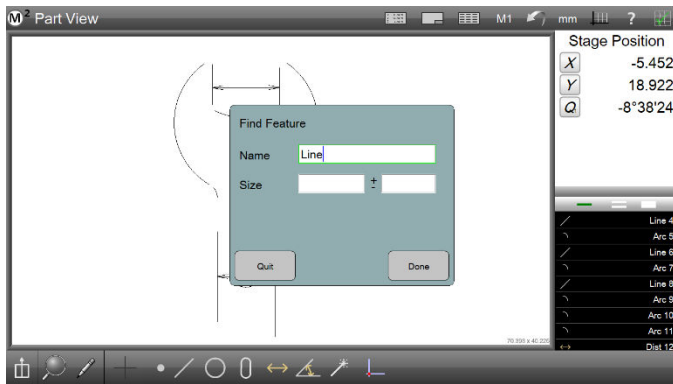 M² Part View
M1
mm
?
Stage Position
X -5.452
Y 18.922
Q -8°38'24
Find Feature
Name Line
Size ±
Quit Done
Line 4
Arc 5
Line 6
Arc 7
Line 8
Arc 9
Arc 10
Arc 11
Dist 12